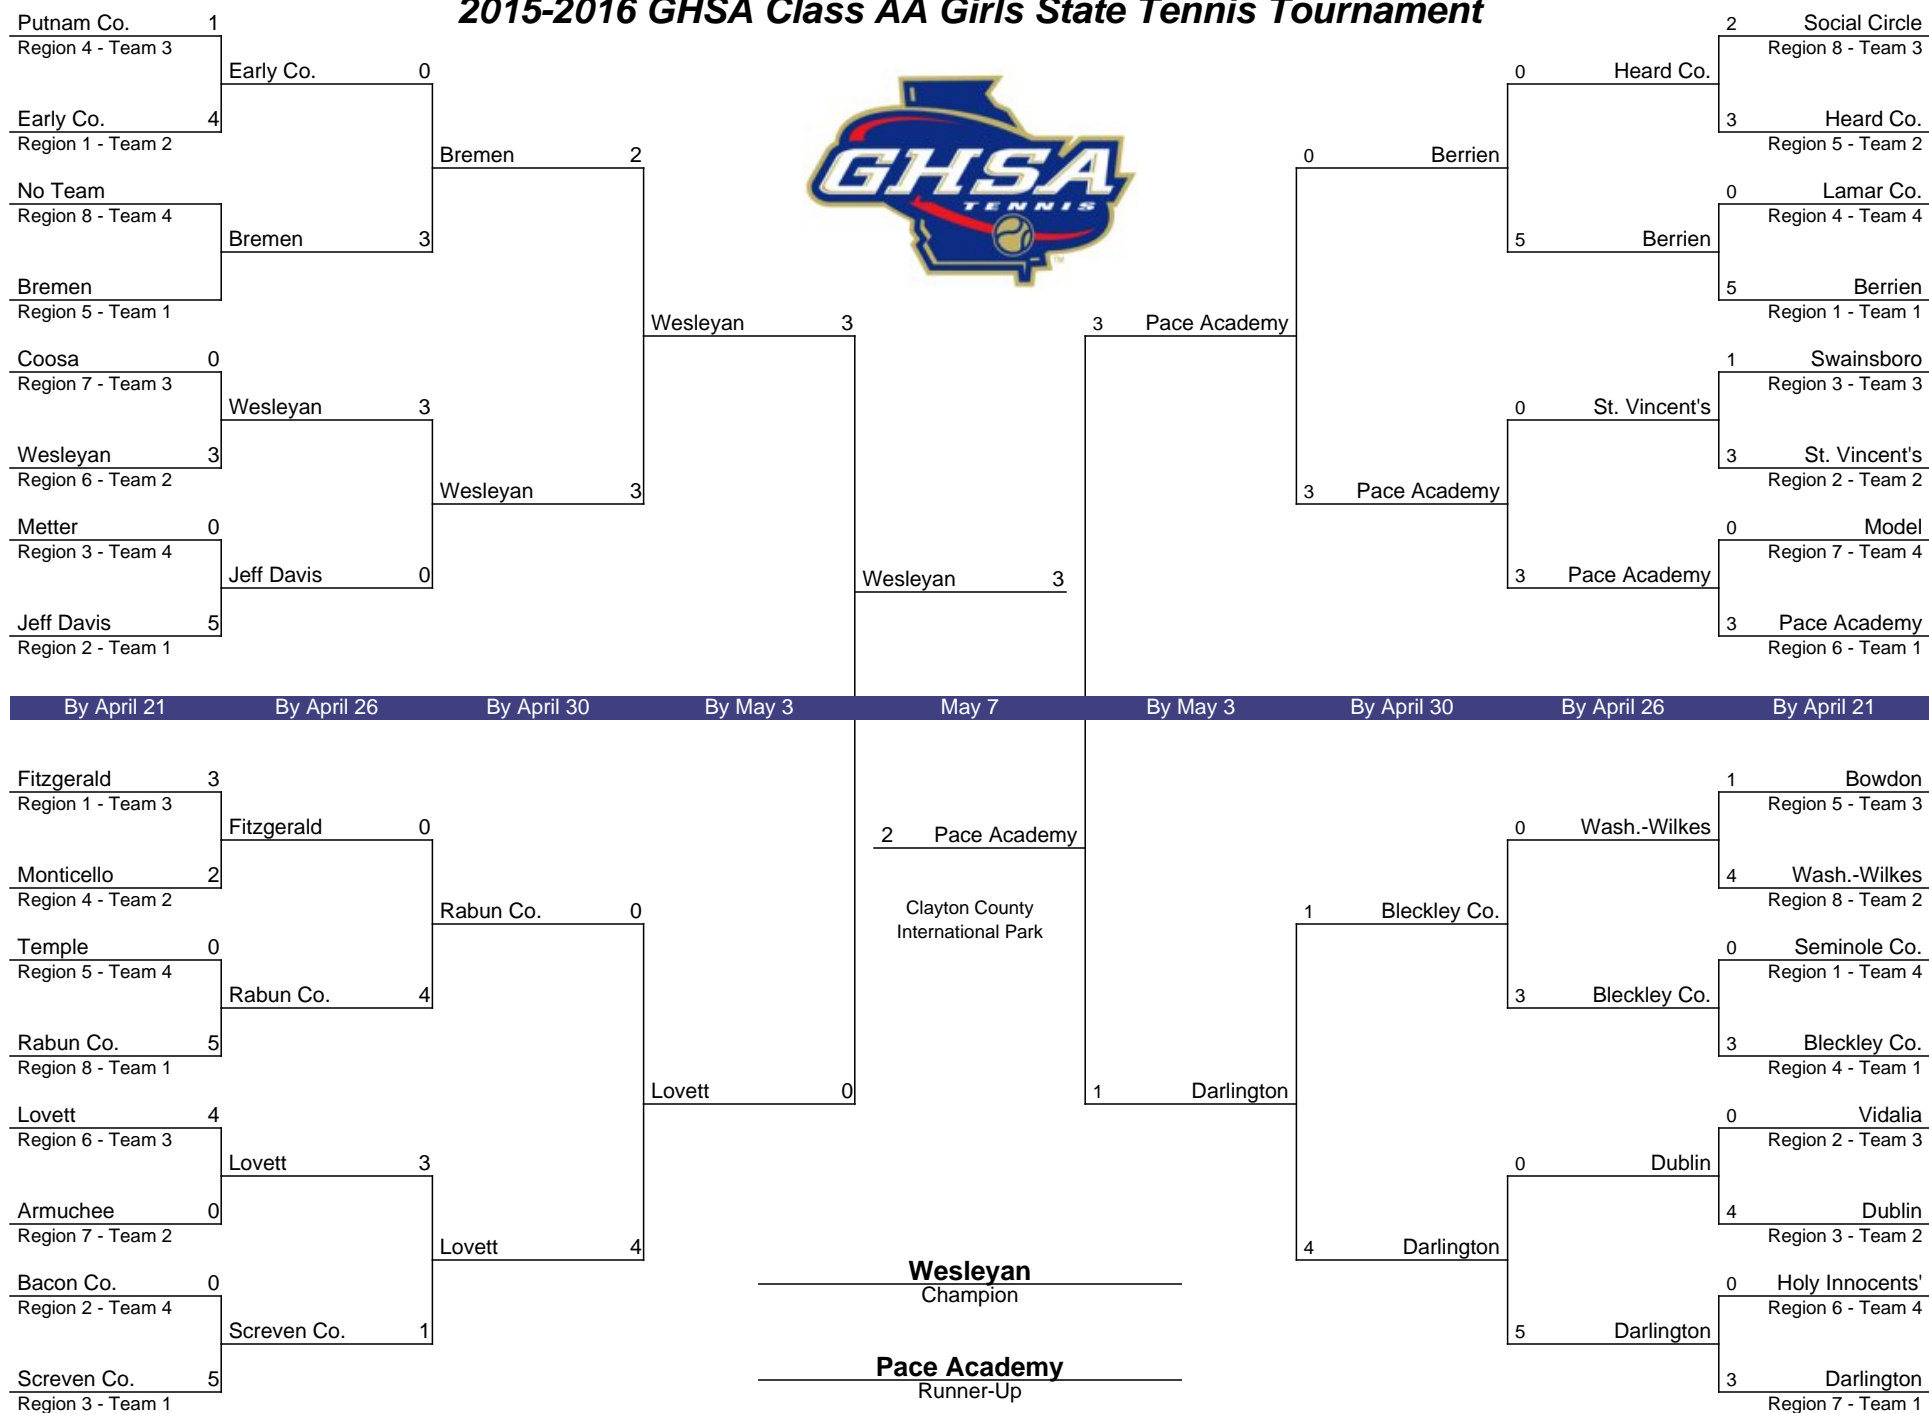 2015-2016 GHSA Class AA Girls State Tennis Tournament
Putnam Co. 1
Region 4 - Team 3
Early Co. 4
Region 1 - Team 2
No Team
Region 8 - Team 4
Bremen
Region 5 - Team 1
Coosa 0
Region 7 - Team 3
Wesleyan 3
Region 6 - Team 2
Metter 0
Region 3 - Team 4
Jeff Davis 5
Region 2 - Team 1
Early Co. 0
Bremen 3
Wesleyan 3
Jeff Davis 0
Bremen 2
Wesleyan 3
Wesleyan 3
Wesleyan 3
GHSA
TENNIS
TM
3 Pace Academy
0 Berrien
3 Pace Academy
0 Heard Co.
5 Berrien
0 St. Vincent's
3 Pace Academy
2 Social Circle
Region 8 - Team 3
3 Heard Co.
Region 5 - Team 2
0 Lamar Co.
Region 4 - Team 4
5 Berrien
Region 1 - Team 1
1 Swainsboro
Region 3 - Team 3
3 St. Vincent's
Region 2 - Team 2
0 Model
Region 7 - Team 4
3 Pace Academy
Region 6 - Team 1
By April 21 By April 26 By April 30 By May 3 May 7 By May 3 By April 30 By April 26 By April 21
Fitzgerald 3
Region 1 - Team 3
Monticello 2
Region 4 - Team 2
Temple 0
Region 5 - Team 4
Rabun Co. 5
Region 8 - Team 1
Lovett 4
Region 6 - Team 3
Armuchee 0
Region 7 - Team 2
Bacon Co. 0
Region 2 - Team 4
Screven Co. 5
Region 3 - Team 1
Fitzgerald 0
Rabun Co. 4
Lovett 3
Screven Co. 1
Rabun Co. 0
Lovett 4
Lovett 0
2 Pace Academy
Clayton County
International Park
Wesleyan
Champion
Pace Academy
Runner-Up
1 Darlington
1 Bleckley Co.
4 Darlington
0 Wash.-Wilkes
3 Bleckley Co.
0 Dublin
5 Darlington
1 Bowdon
Region 5 - Team 3
4 Wash.-Wilkes
Region 8 - Team 2
0 Seminole Co.
Region 1 - Team 4
3 Bleckley Co.
Region 4 - Team 1
0 Vidalia
Region 2 - Team 3
4 Dublin
Region 3 - Team 2
0 Holy Innocents'
Region 6 - Team 4
3 Darlington
Region 7 - Team 1